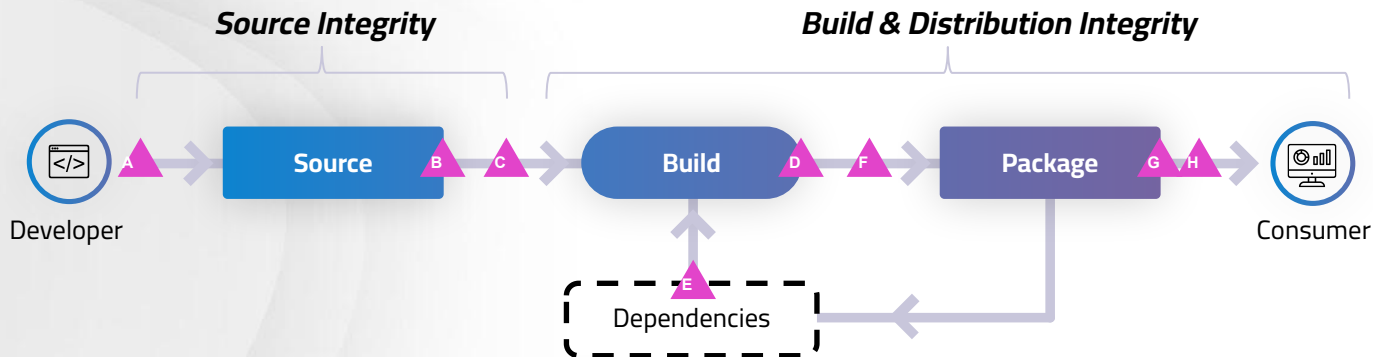 Source Integrity
Build & Distribution Integrity
</>
A
Source
B
C
Build
D
F
Package
G
H
Developer
Consumer
E
Dependencies